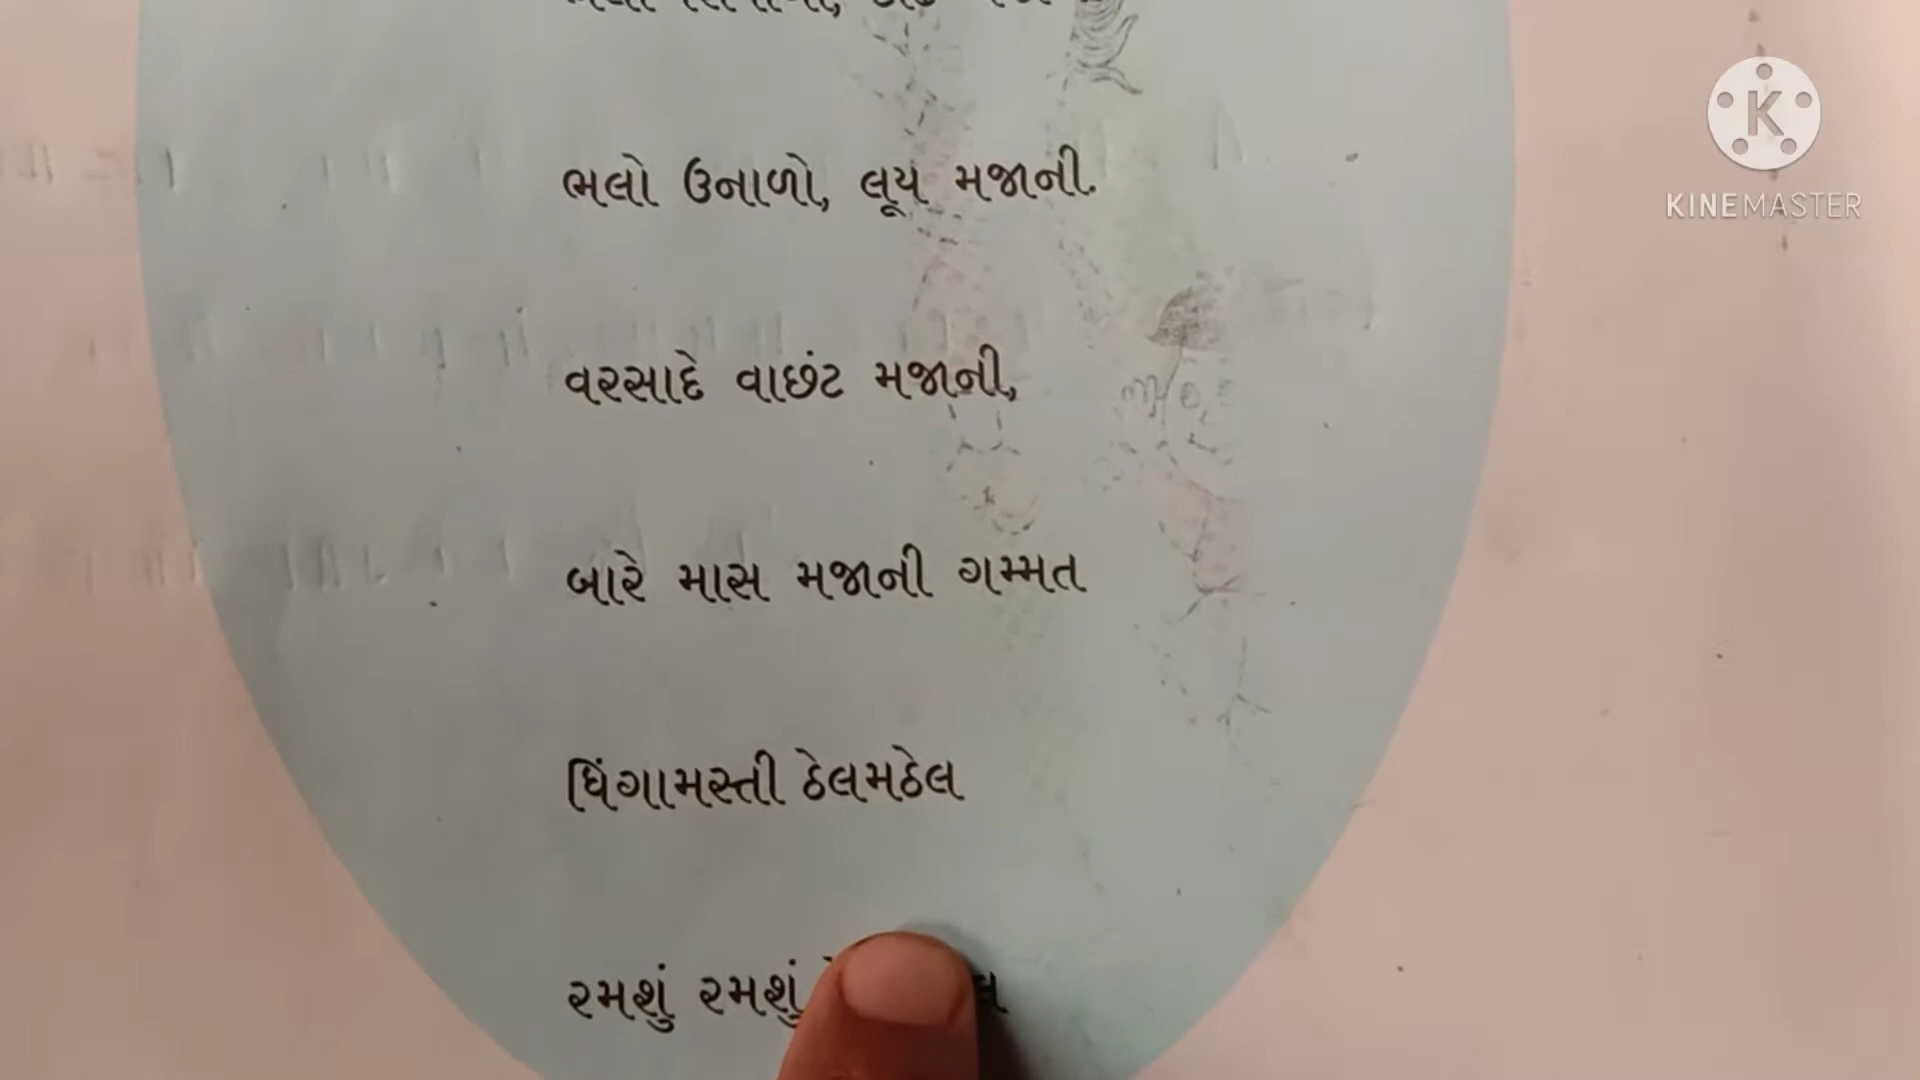 ભલો ઉનાળો, લૂય મજાની.
વરસાદે વાછંટ મજાની,
બારે માસ મજાની ગમ્મત
ધિંગામસ્તી ઠેલમઠેલ
રમશું રમશું
KINEMASTER